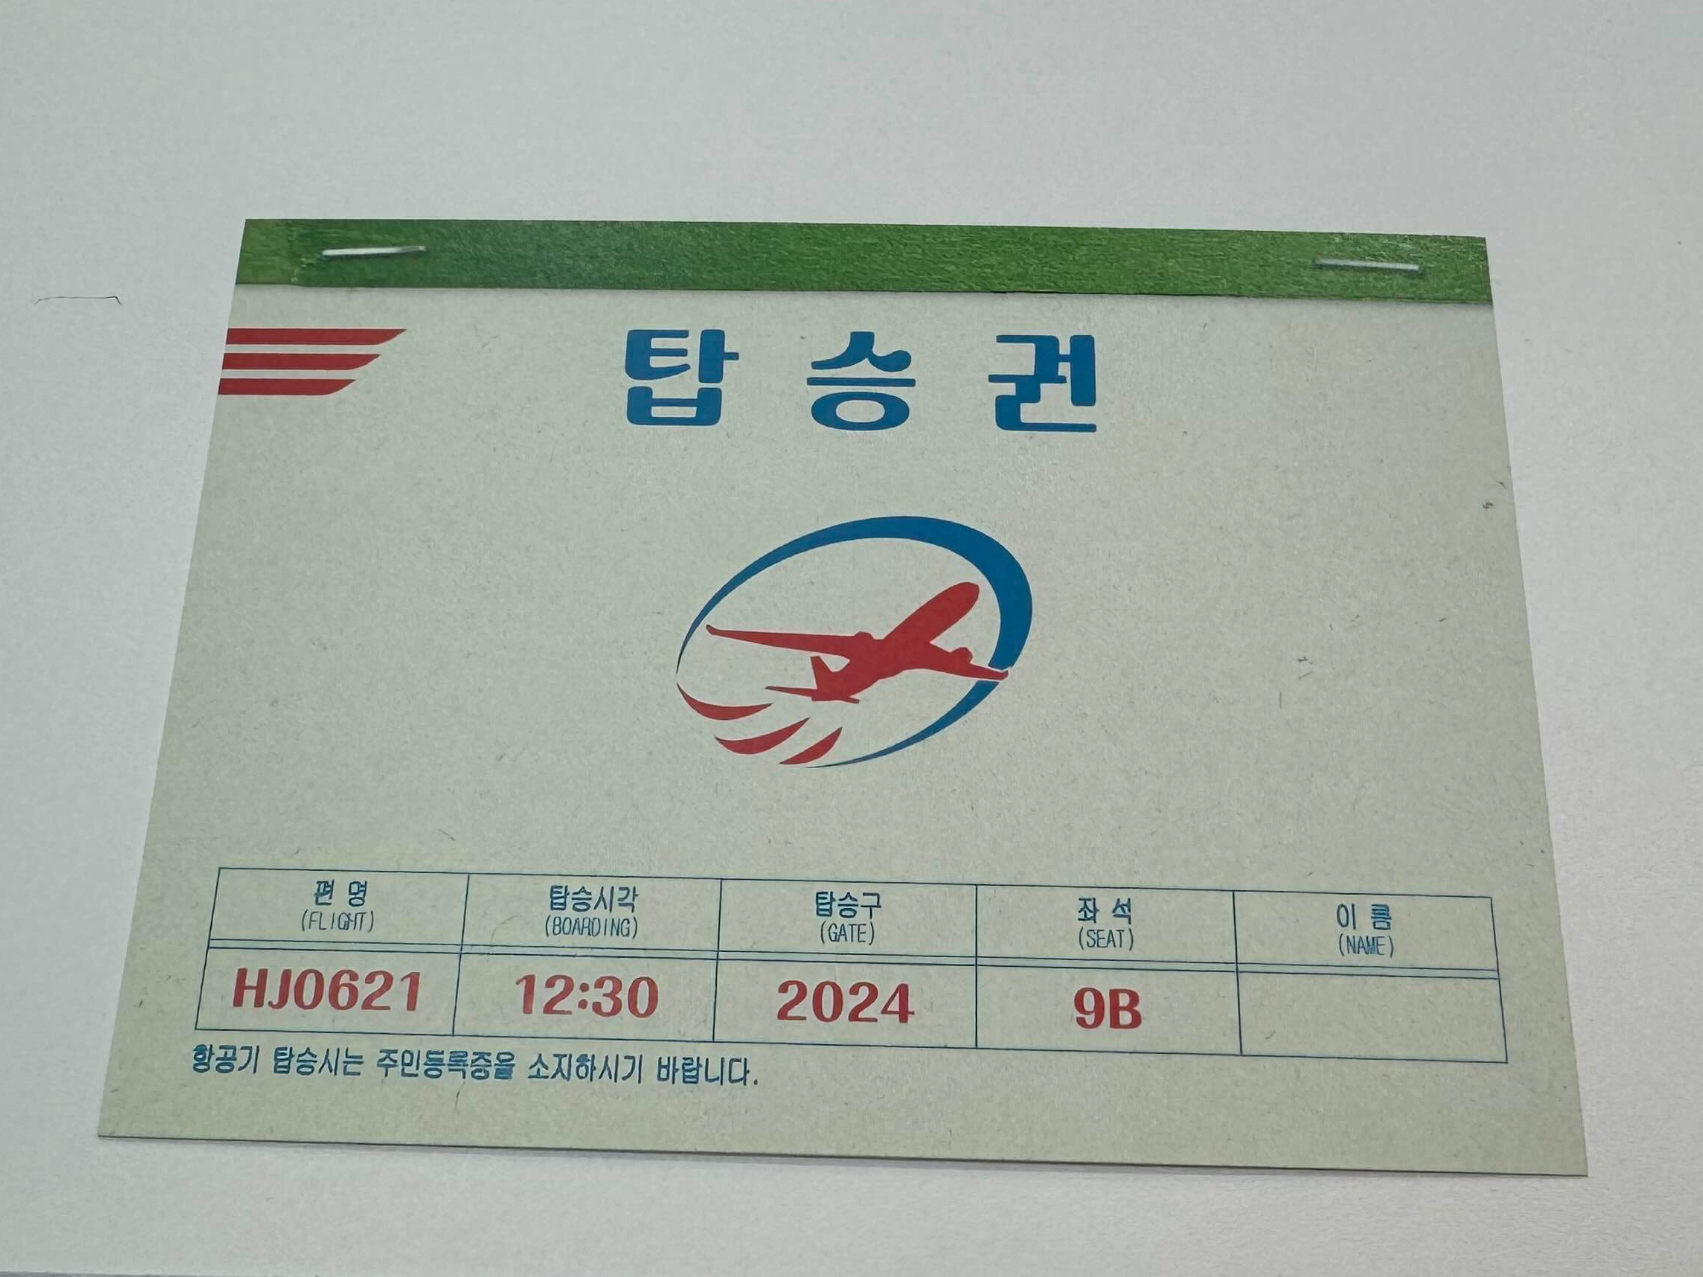 탑승권
편 명 탑승시각 탑승구 좌 석 이 름
(FLIGHT) (BOARDING) (GATE) (SEAT) (NAME)
HJ0621 12:30 2024 9B
항공기 탑승시는 주민등록증을 소지하시기 바랍니다.